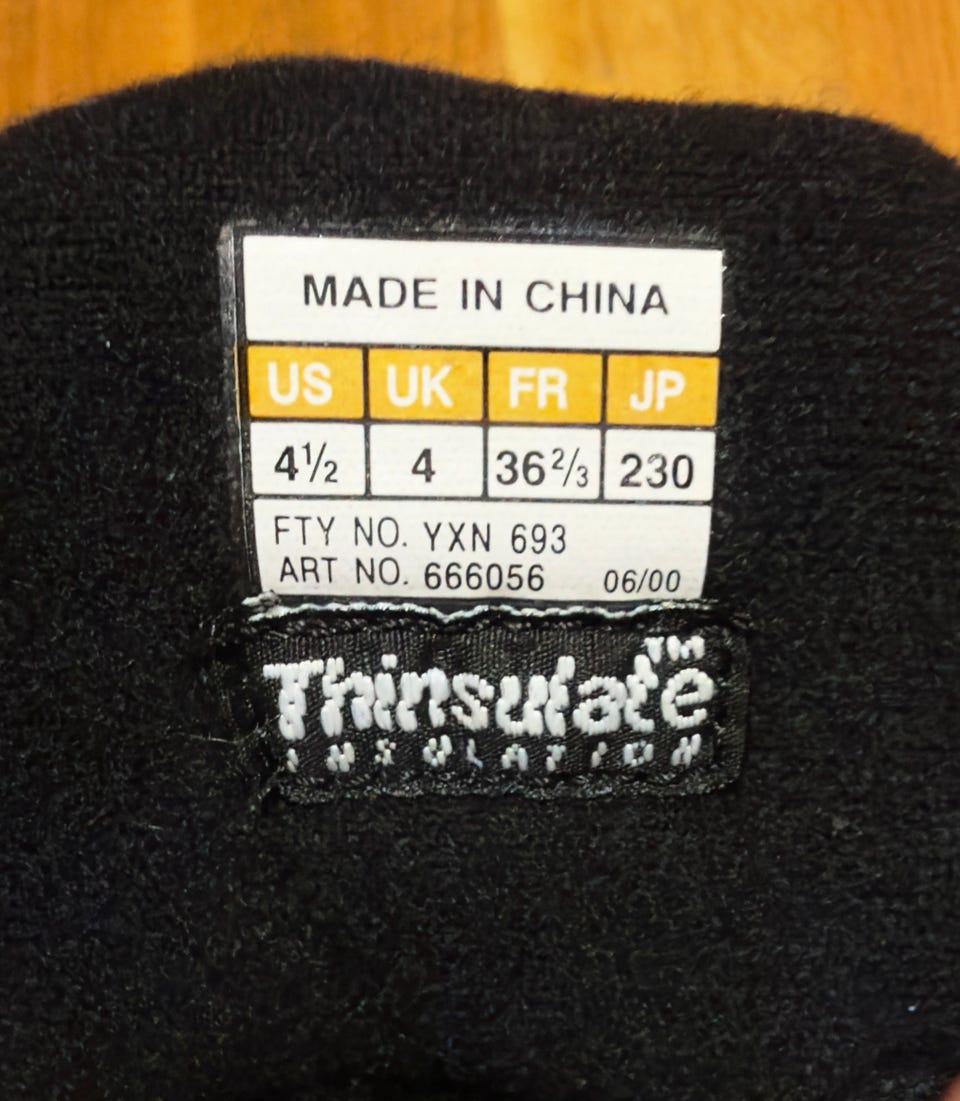 MADE IN CHINA
US UK FR JP
4½ 4 36⅔ 230
FTY NO. YXN 693
ART NO. 666056 06/00
Thinsulate™
INSULATION